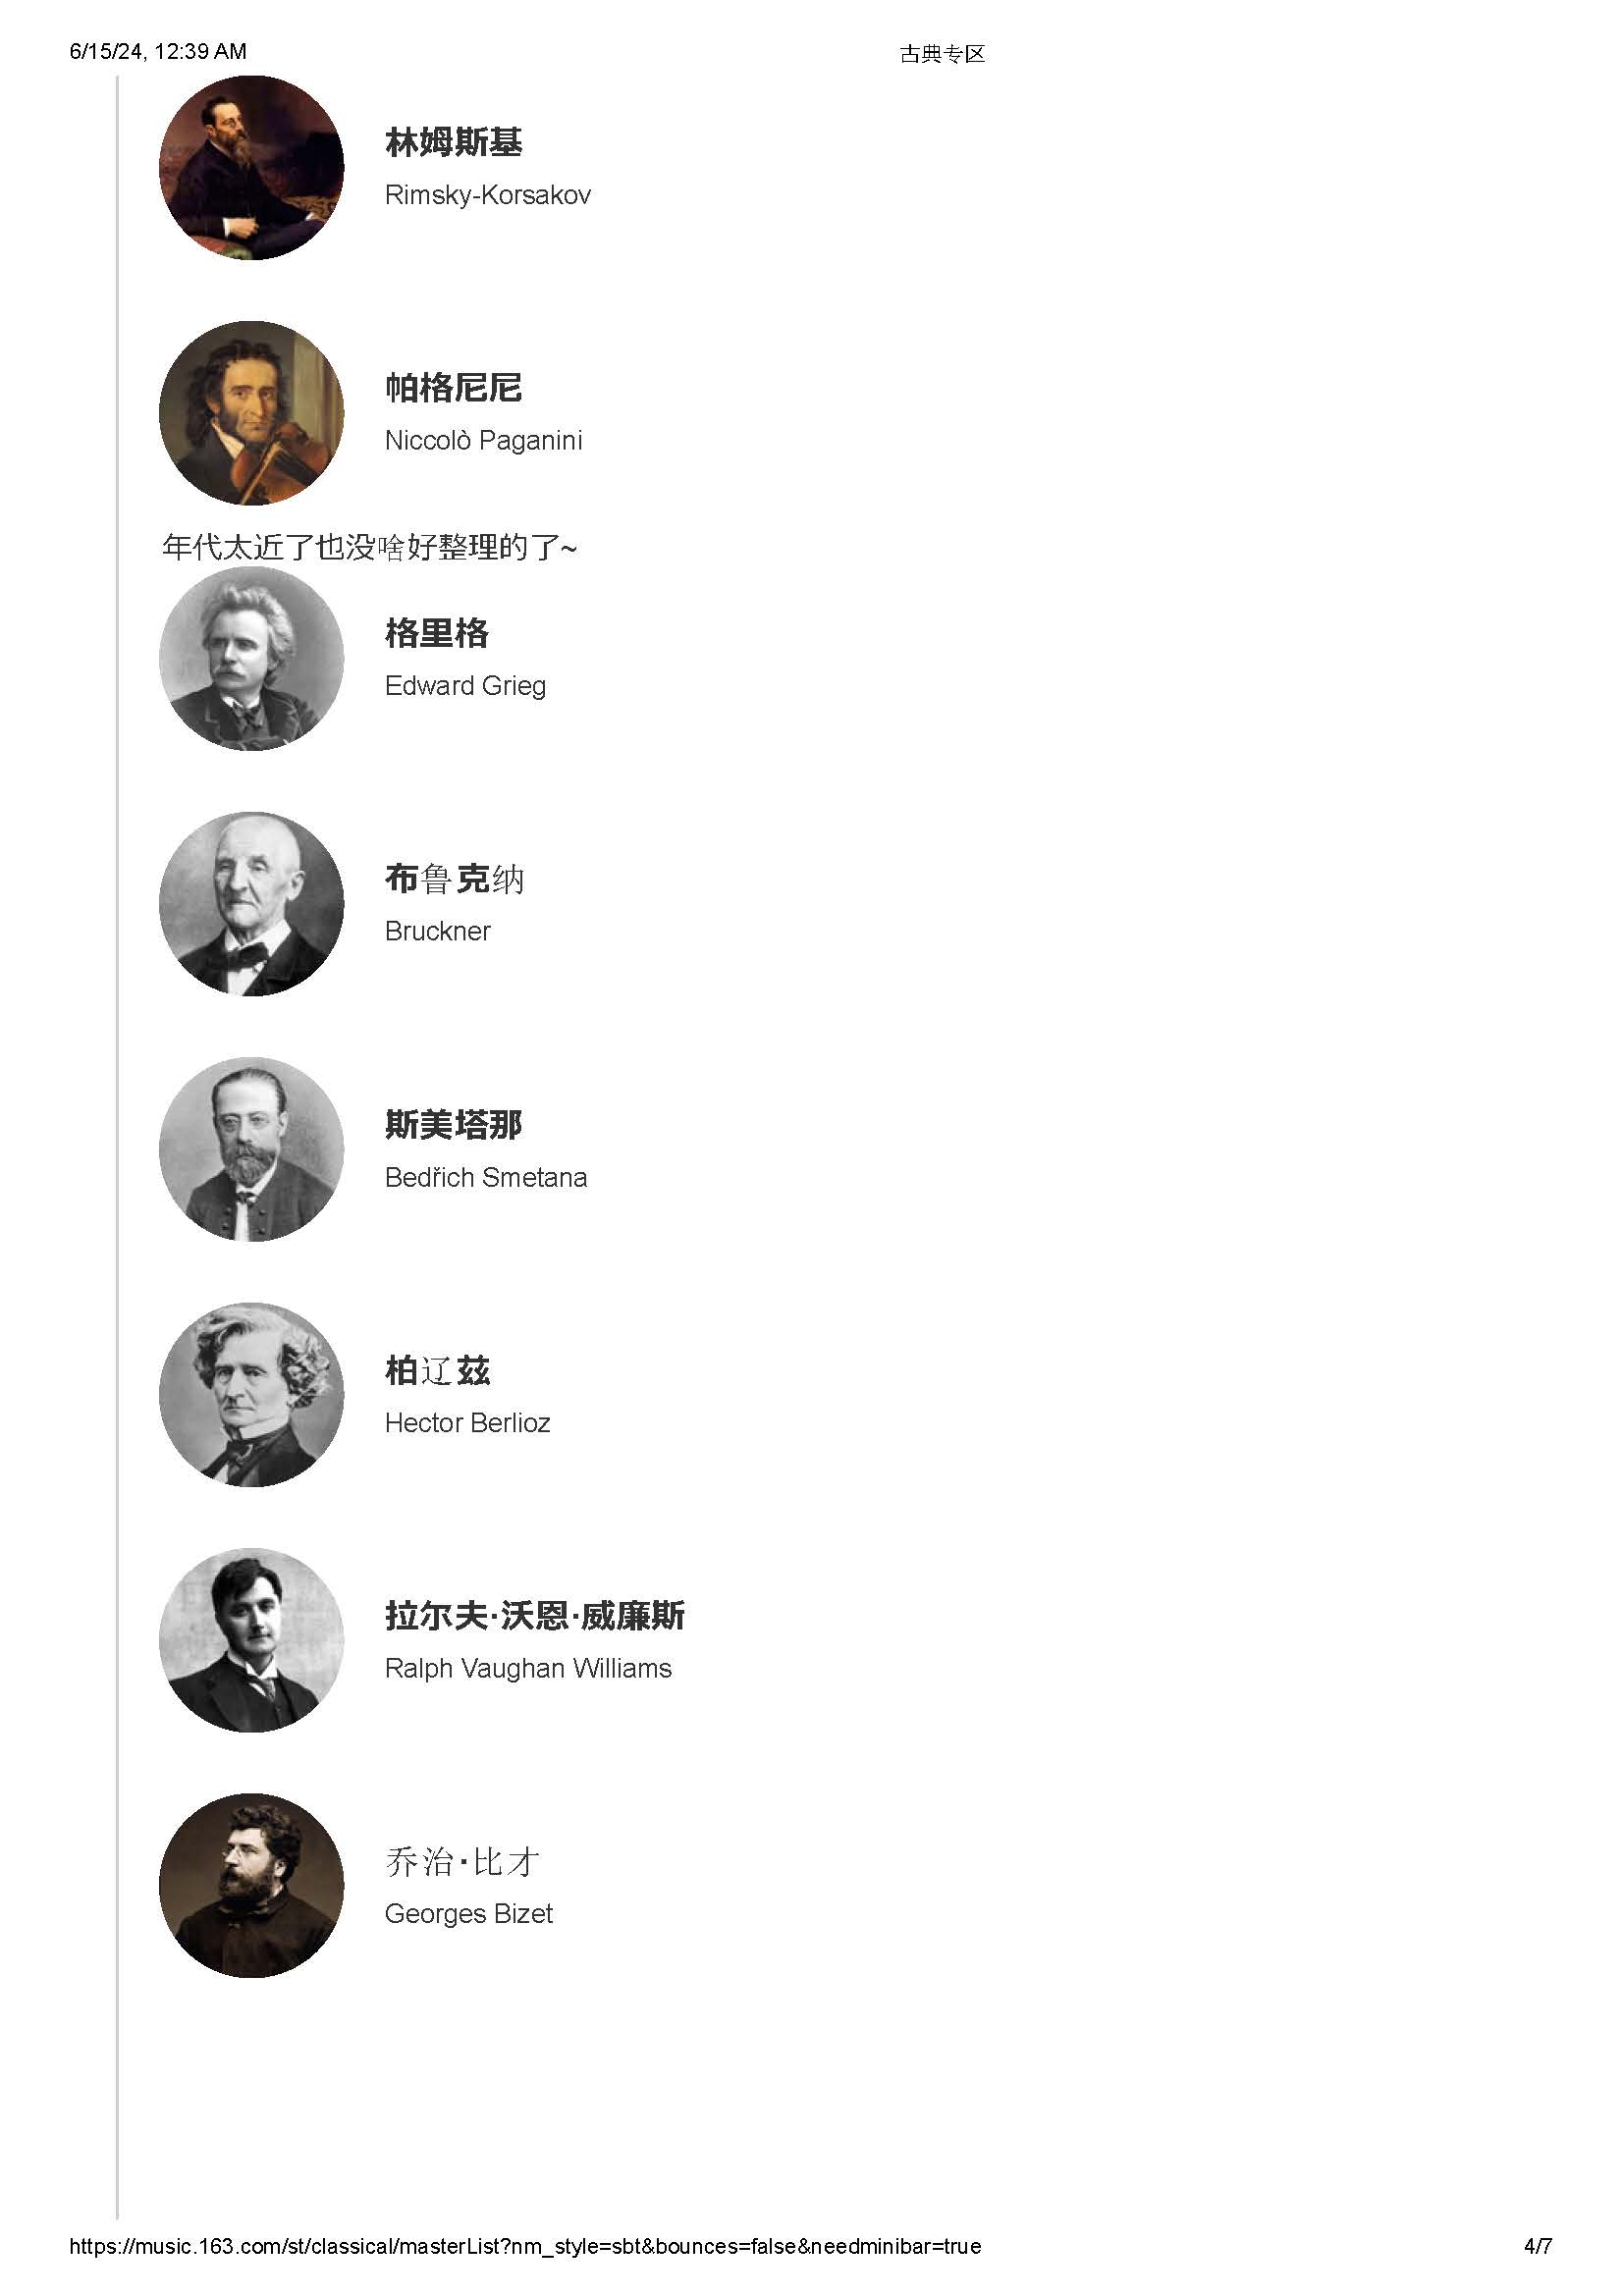 6/15/24, 12:39 AM 古典专区
林姆斯基
Rimsky-Korsakov
帕格尼尼
Niccolò Paganini
年代太近了也没啥好整理的了~
格里格
Edward Grieg
布鲁克纳
Bruckner
斯美塔那
Bedřich Smetana
柏辽兹
Hector Berlioz
拉尔夫·沃恩·威廉斯
Ralph Vaughan Williams
乔治·比才
Georges Bizet
https://music.163.com/st/classical/masterList?nm_style=sbt&bounces=false&needminibar=true 4/7